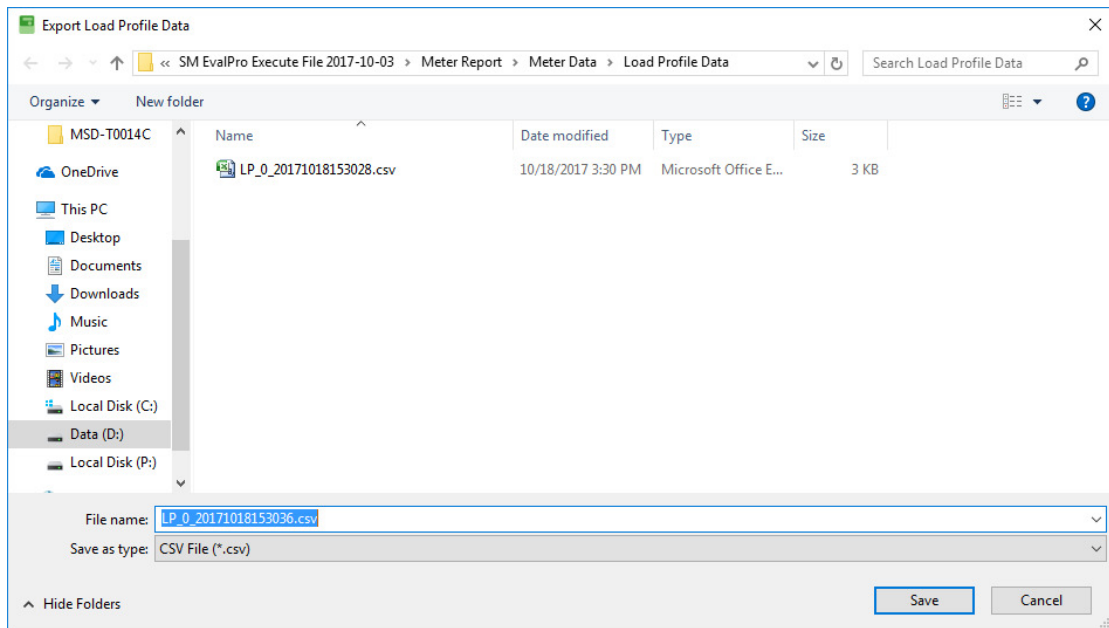 Export Load Profile Data
« SM EvalPro Execute File 2017-10-03 > Meter Report > Meter Data > Load Profile Data
Search Load Profile Data
Organize
New folder
MSD-T0014C
OneDrive
This PC
Desktop
Documents
Downloads
Music
Pictures
Videos
Local Disk (C:)
Data (D:)
Local Disk (P:)
Name Date modified Type Size
LP_0_20171018153028.csv 10/18/2017 3:30 PM Microsoft Office E... 3 KB
File name: LP_0_20171018153036.csv
Save as type: CSV File (*.csv)
Hide Folders
Save
Cancel